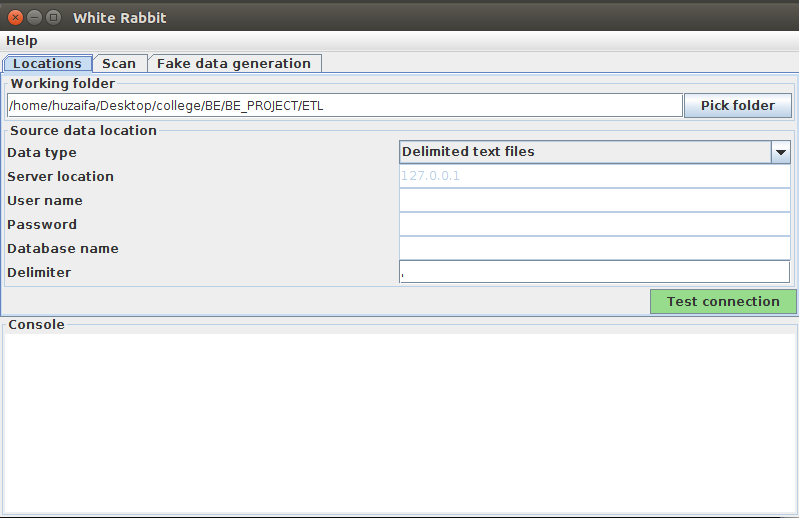 White Rabbit
Help
Locations Scan Fake data generation
Working folder
/home/huzaifa/Desktop/college/BE/BE_PROJECT/ETL Pick folder
Source data location
Data type Delimited text files
Server location 127.0.0.1
User name
Password
Database name
Delimiter ,
Test connection
Console